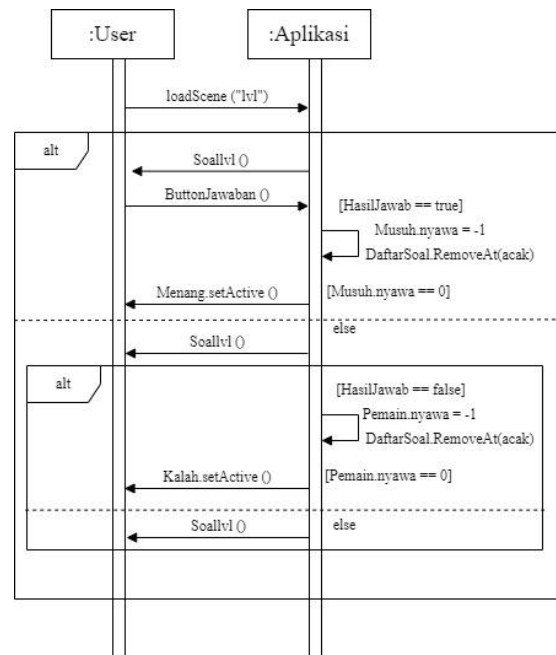 :User
:Aplikasi
loadScene ("lvl")
alt
Soallvl ()
ButtonJawaban ()
[HasilJawab == true]
Musuh.nyawa = -1
DaftarSoal.RemoveAt(acak)
Menang.setActive ()
[Musuh.nyawa == 0]
else
Soallvl ()
alt
[HasilJawab == false]
Pemain.nyawa = -1
DaftarSoal.RemoveAt(acak)
Kalah.setActive ()
[Pemain.nyawa == 0]
Soallvl ()
else